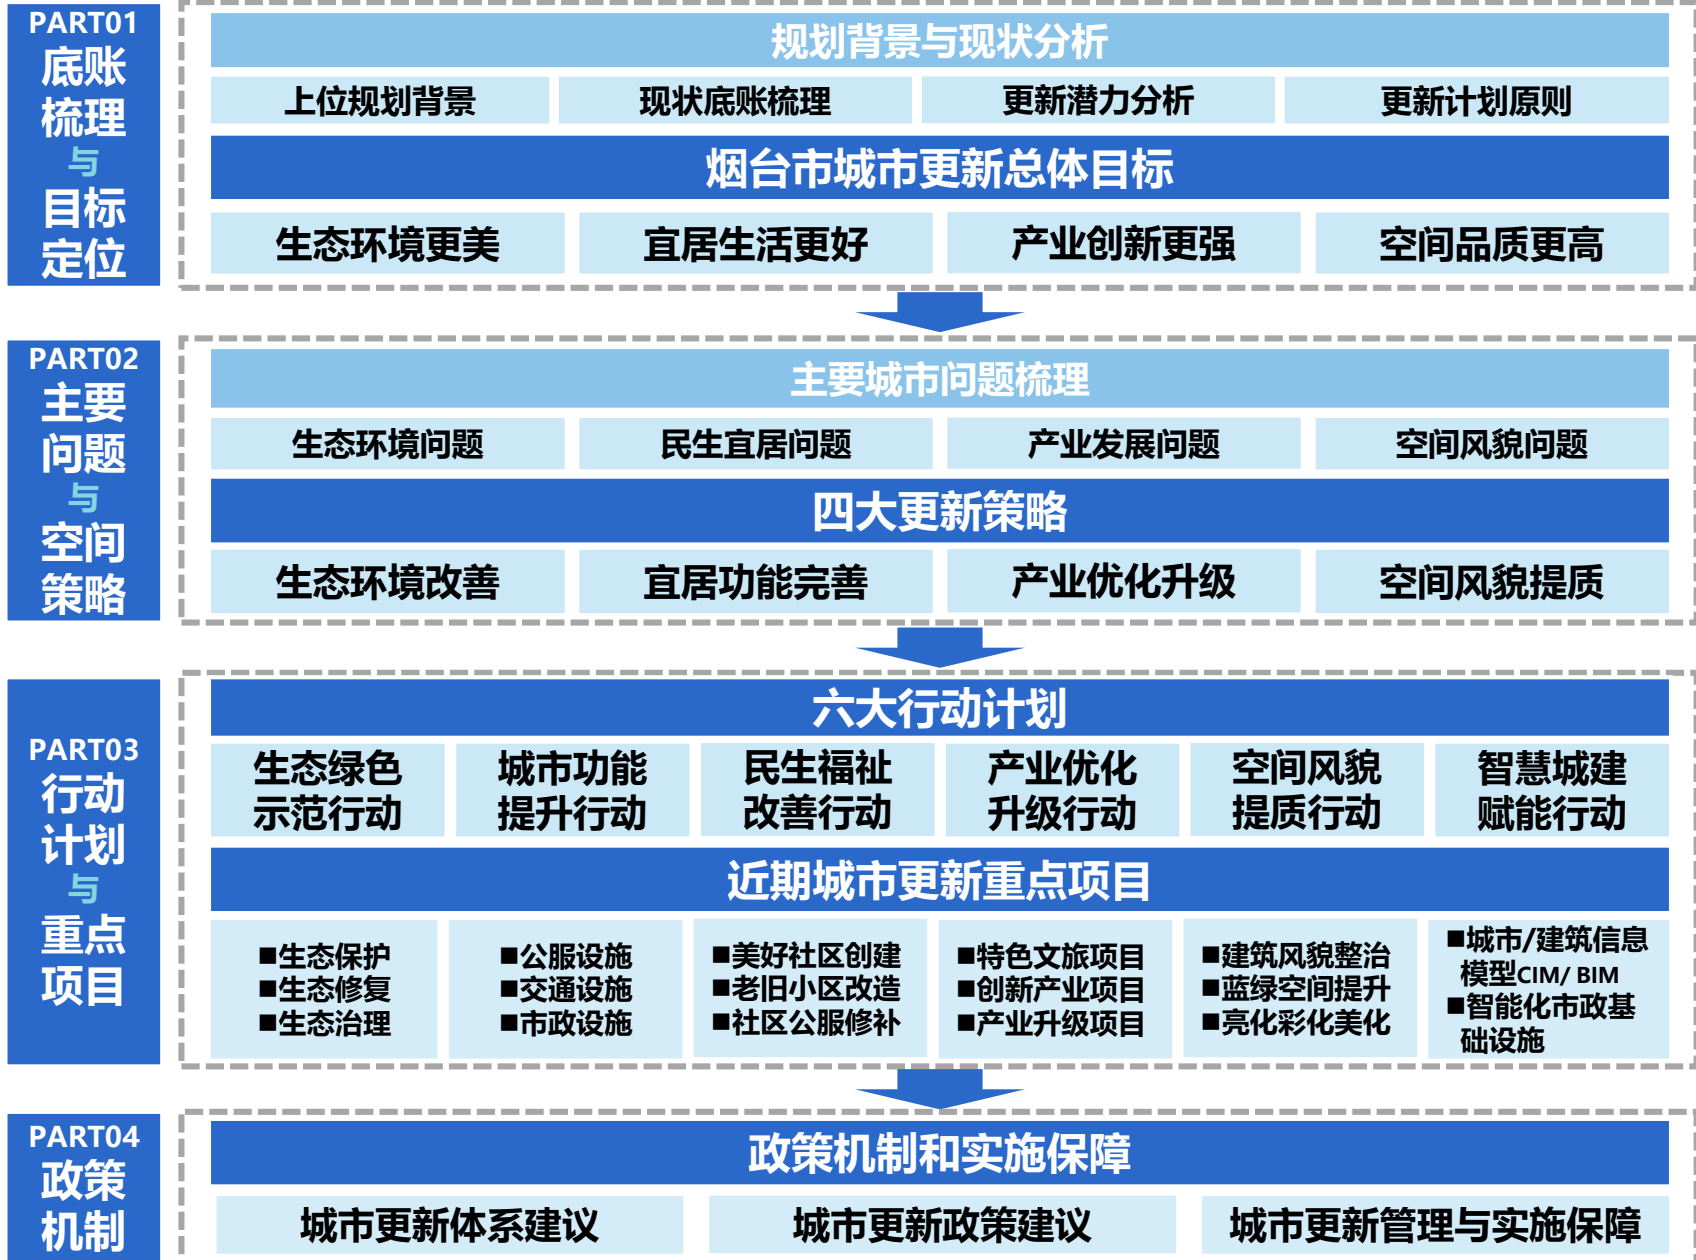 PART01
底账
梳理
与
目标
定位
规划背景与现状分析
上位规划背景
现状底账梳理
更新潜力分析
更新计划原则
烟台市城市更新总体目标
生态环境更美
宜居生活更好
产业创新更强
空间品质更高
PART02
主要
问题
与
空间
策略
主要城市问题梳理
生态环境问题
民生宜居问题
产业发展问题
空间风貌问题
四大更新策略
生态环境改善
宜居功能完善
产业优化升级
空间风貌提质
PART03
行动
计划
与
重点
项目
六大行动计划
生态绿色
示范行动
城市功能
提升行动
民生福祉
改善行动
产业优化
升级行动
空间风貌
提质行动
智慧城建
赋能行动
近期城市更新重点项目
■生态保护
■生态修复
■生态治理
■公服设施
■交通设施
■市政设施
■美好社区创建
■老旧小区改造
■社区公服修补
■特色文旅项目
■创新产业项目
■产业升级项目
■建筑风貌整治
■蓝绿空间提升
■亮化彩化美化
■城市/建筑信息
模型CIM/ BIM
■智能化市政基
础设施
PART04
政策
机制
政策机制和实施保障
城市更新体系建议
城市更新政策建议
城市更新管理与实施保障